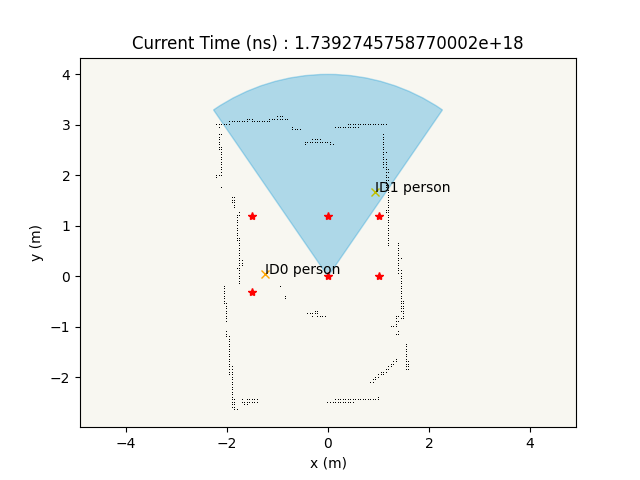 Current Time (ns) : 1.7392745758770002e+18
4
3
2
1
0
−1
−2
y (m)
ID1 person
ID0 person
−4
−2
0
2
4
x (m)